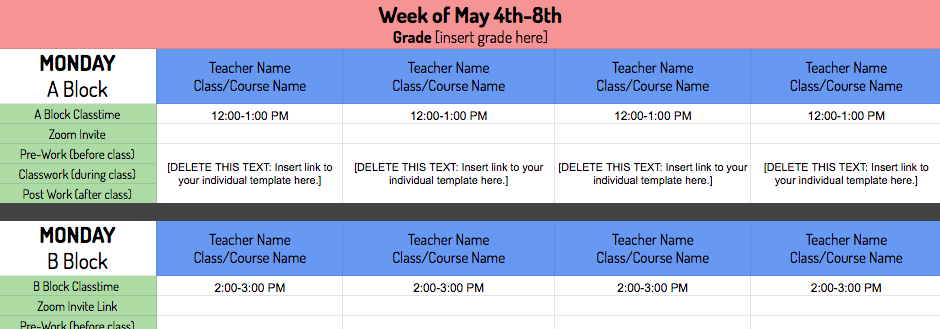 Week of May 4th-8th
Grade [insert grade here]
MONDAY
A Block
Teacher Name
Class/Course Name
Teacher Name
Class/Course Name
Teacher Name
Class/Course Name
Teacher Name
Class/Course Name
A Block Classtime
12:00-1:00 PM
12:00-1:00 PM
12:00-1:00 PM
12:00-1:00 PM
Zoom Invite
Pre-Work (before class)
Classwork (during class)
Post Work (after class)
[DELETE THIS TEXT: Insert link to
your individual template here.]
[DELETE THIS TEXT: Insert link to
your individual template here.]
[DELETE THIS TEXT: Insert link to
your individual template here.]
[DELETE THIS TEXT: Insert link to
your individual template here.]
MONDAY
B Block
Teacher Name
Class/Course Name
Teacher Name
Class/Course Name
Teacher Name
Class/Course Name
Teacher Name
Class/Course Name
B Block Classtime
2:00-3:00 PM
2:00-3:00 PM
2:00-3:00 PM
2:00-3:00 PM
Zoom Invite Link
Pre-Work (before class)